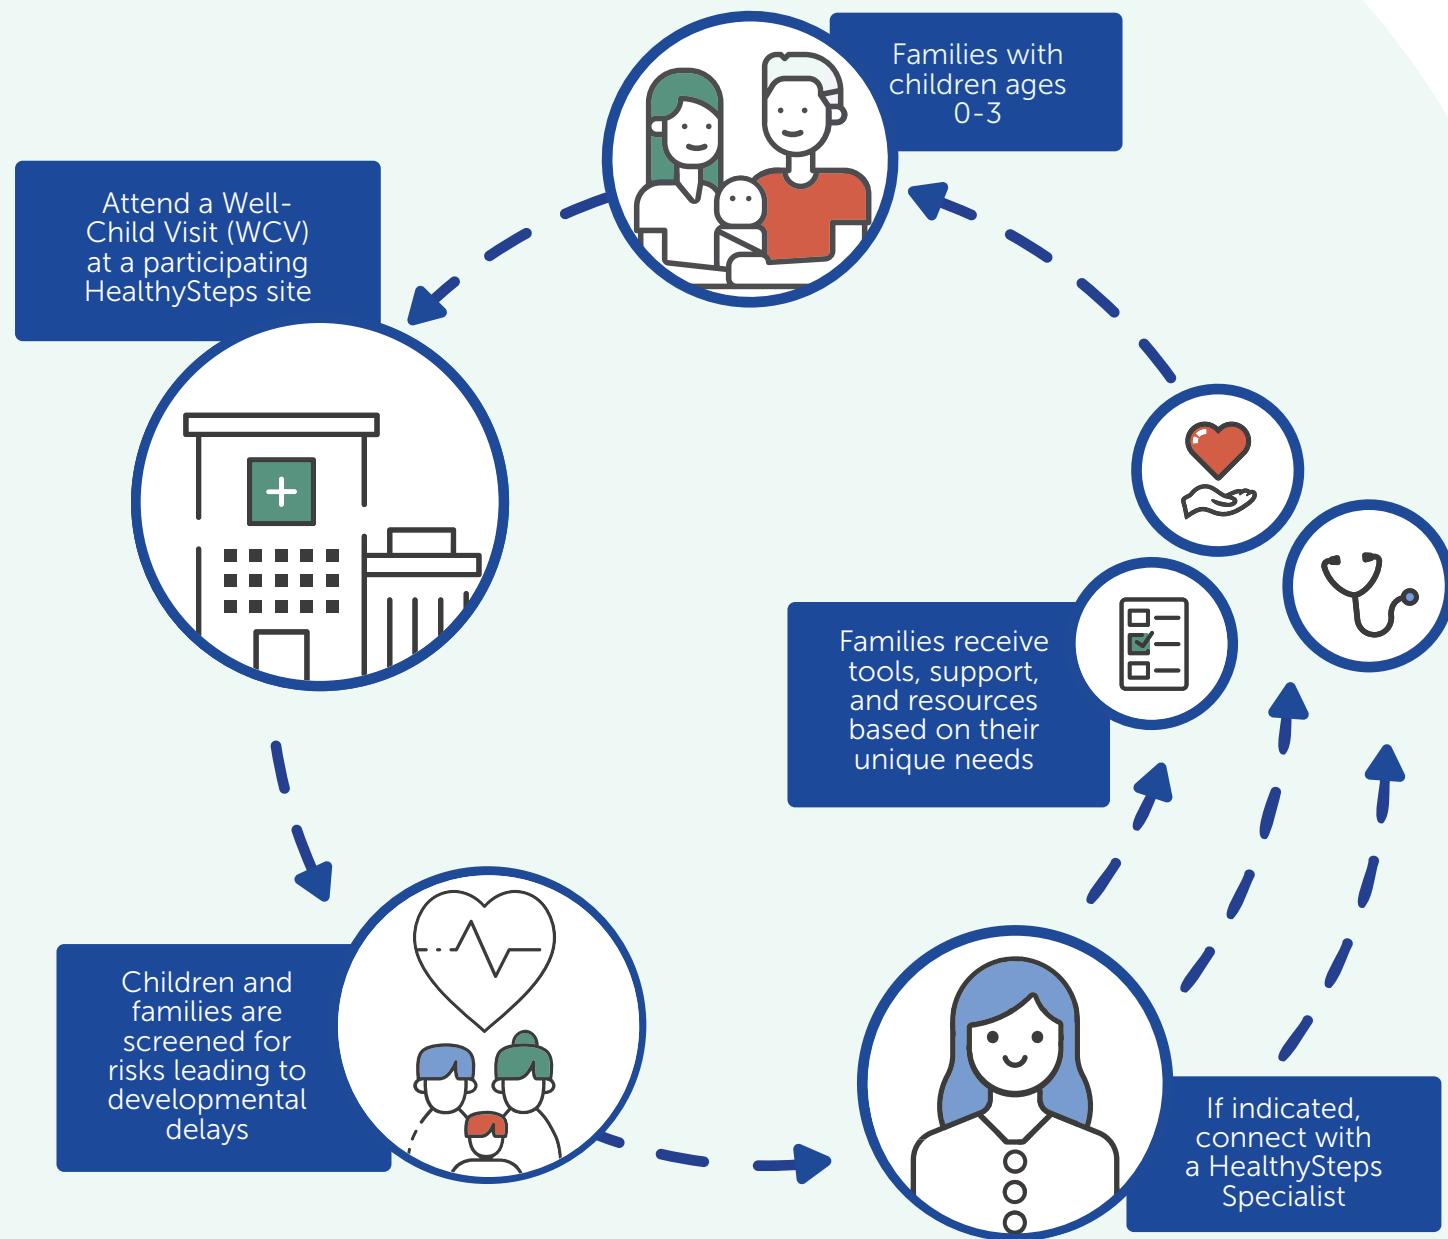 Families with
children ages
0-3
Attend a Well-
Child Visit (WCV)
at a participating
HealthySteps site
Children and
families are
screened for
risks leading to
developmental
delays
If indicated,
connect with
a HealthySteps
Specialist
Families receive
tools, support,
and resources
based on their
unique needs